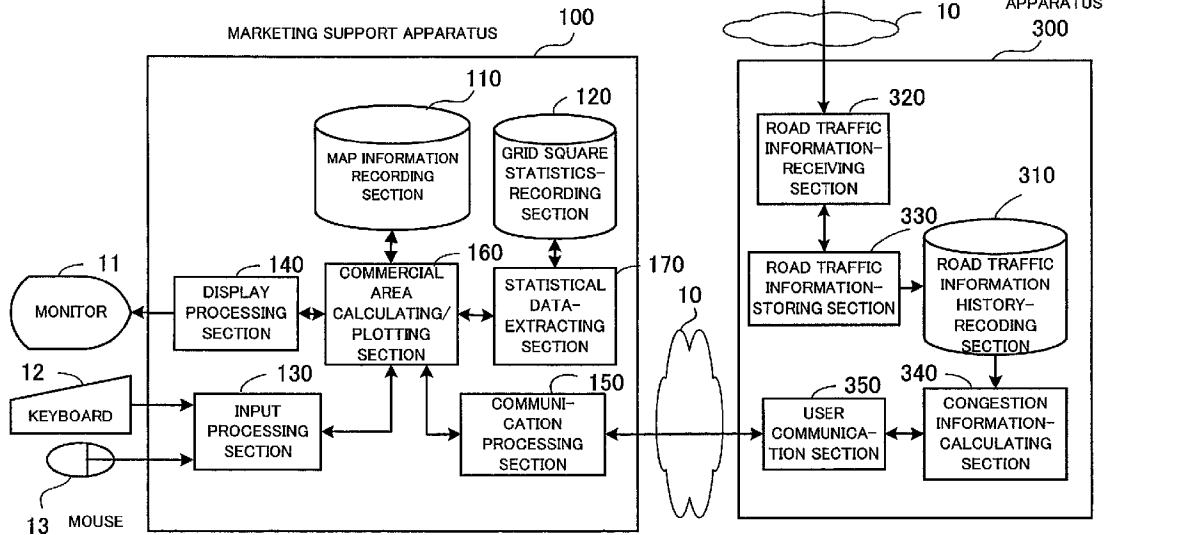 10
APPARATUS
300
MARKETING SUPPORT APPARATUS
100
110
120
MAP INFORMATION
RECORDING
SECTION
GRID SQUARE
STATISTICS-
RECORDING
SECTION
320
ROAD TRAFFIC
INFORMATION-
RECEIVING
SECTION
310
330
ROAD TRAFFIC
INFORMATION-
STORING SECTION
ROAD TRAFFIC
INFORMATION
HISTORY-
RECODING
SECTION
11
MONITOR
140
DISPLAY
PROCESSING
SECTION
160
COMMERCIAL
AREA
CALCULATING/
PLOTTING
SECTION
170
STATISTICAL
DATA-
EXTRACTING
SECTION
10
12
KEYBOARD
130
INPUT
PROCESSING
SECTION
150
COMMUNI-
CATION
PROCESSING
SECTION
350
USER
COMMUNICA-
TION SECTION
340
CONGESTION
INFORMATION-
CALCULATING
SECTION
13
MOUSE